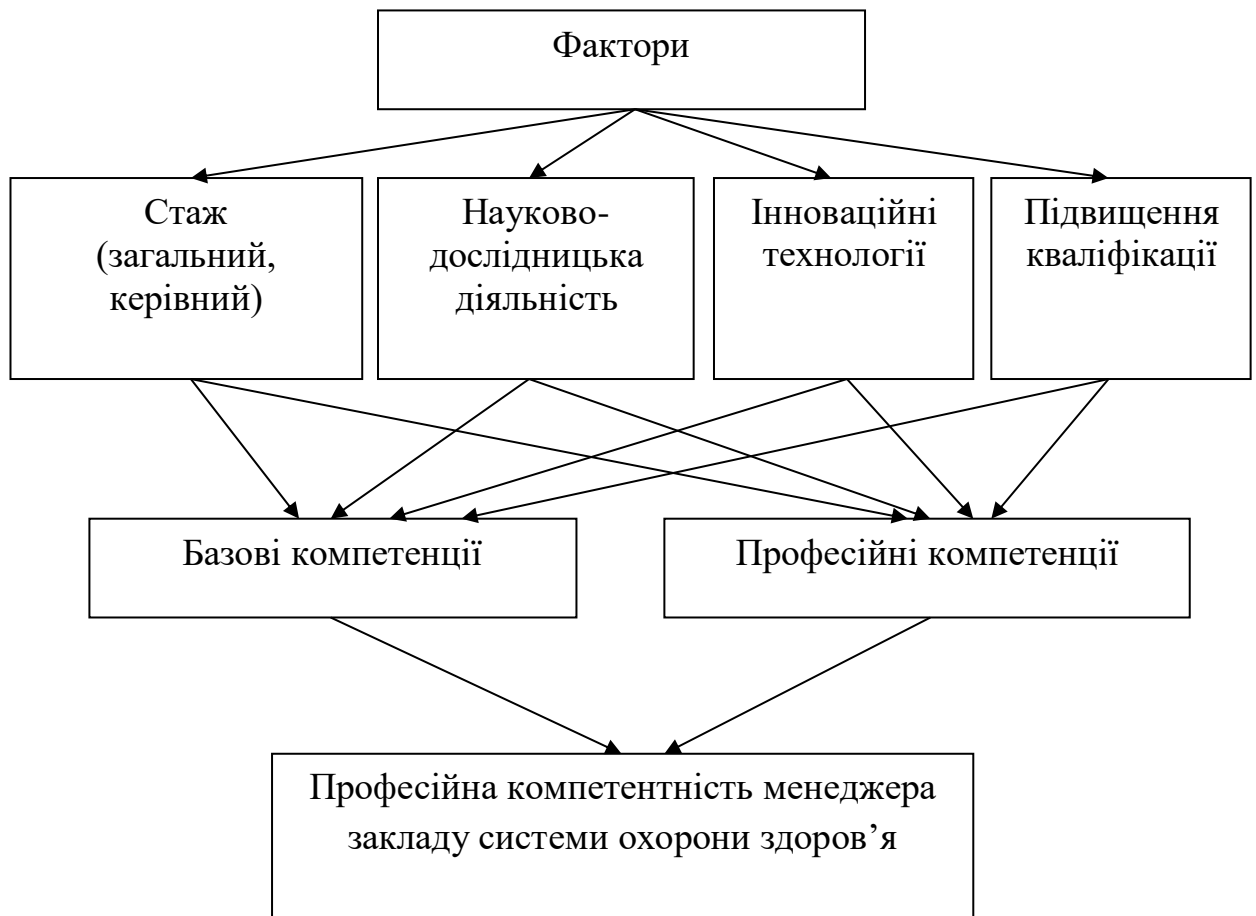 Фактори
Стаж
(загальний,
керівний)
Науково-
дослідницька
діяльність
Інноваційні
технології
Підвищення
кваліфікації
Базові компетенції
Професійні компетенції
Професійна компетентність менеджера
закладу системи охорони здоров’я